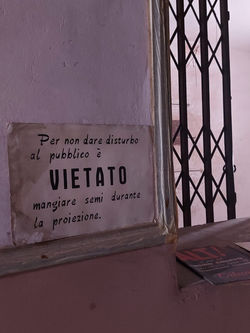 Per non dare disturbo
al pubblico è
VIETATO
mangiare semi durante
la proiezione.